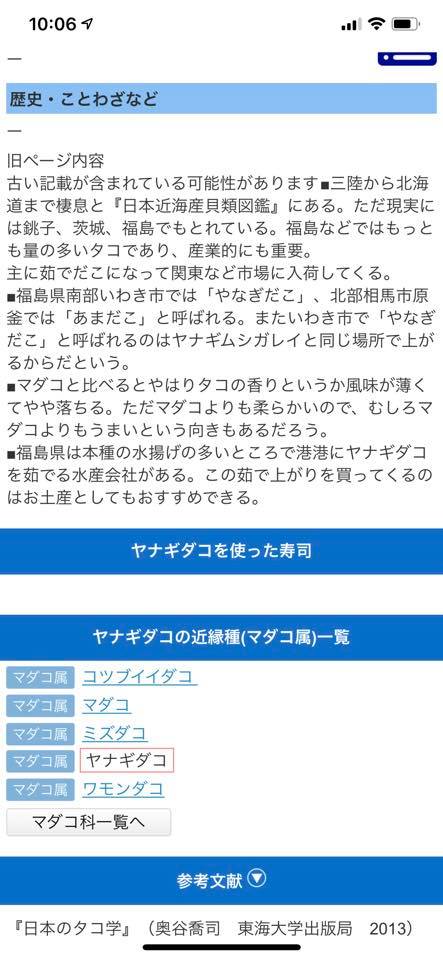 10:06
歴史・ことわざなど
―
旧ページ内容
古い記載が含まれている可能性があります■三陸から北海
道まで棲息と『日本近海産貝類図鑑』にある。ただ現実に
は銚子、茨城、福島でもとれている。福島などではもっと
も量の多いタコであり、産業的にも重要。
主に茹でだこになって関東など市場に入荷してくる。
■福島県南部いわき市では「やなぎだこ」、北部相馬市原
釜では「あまだこ」と呼ばれる。またいわき市で「やなぎ
だこ」と呼ばれるのはヤナギムシガレイと同じ場所で上が
るからだという。
■マダコと比べるとやはりタコの香りというか風味が薄く
てやや落ちる。ただマダコよりも柔らかいので、むしろマ
ダコよりもうまいという向きもあるだろう。
■福島県は本種の水揚げの多いところで港港にヤナギダコ
を茹でる水産会社がある。この茹で上がりを買ってくるの
はお土産としてもおすすめできる。
ヤナギダコを使った寿司
ヤナギダコの近縁種(マダコ属)一覧
マダコ属 コツブイイダコ
マダコ属 マダコ
マダコ属 ミズダコ
マダコ属 ヤナギダコ
マダコ属 ワモンダコ
マダコ科一覧へ
参考文献
『日本のタコ学』（奥谷喬司　東海大学出版局　2013）